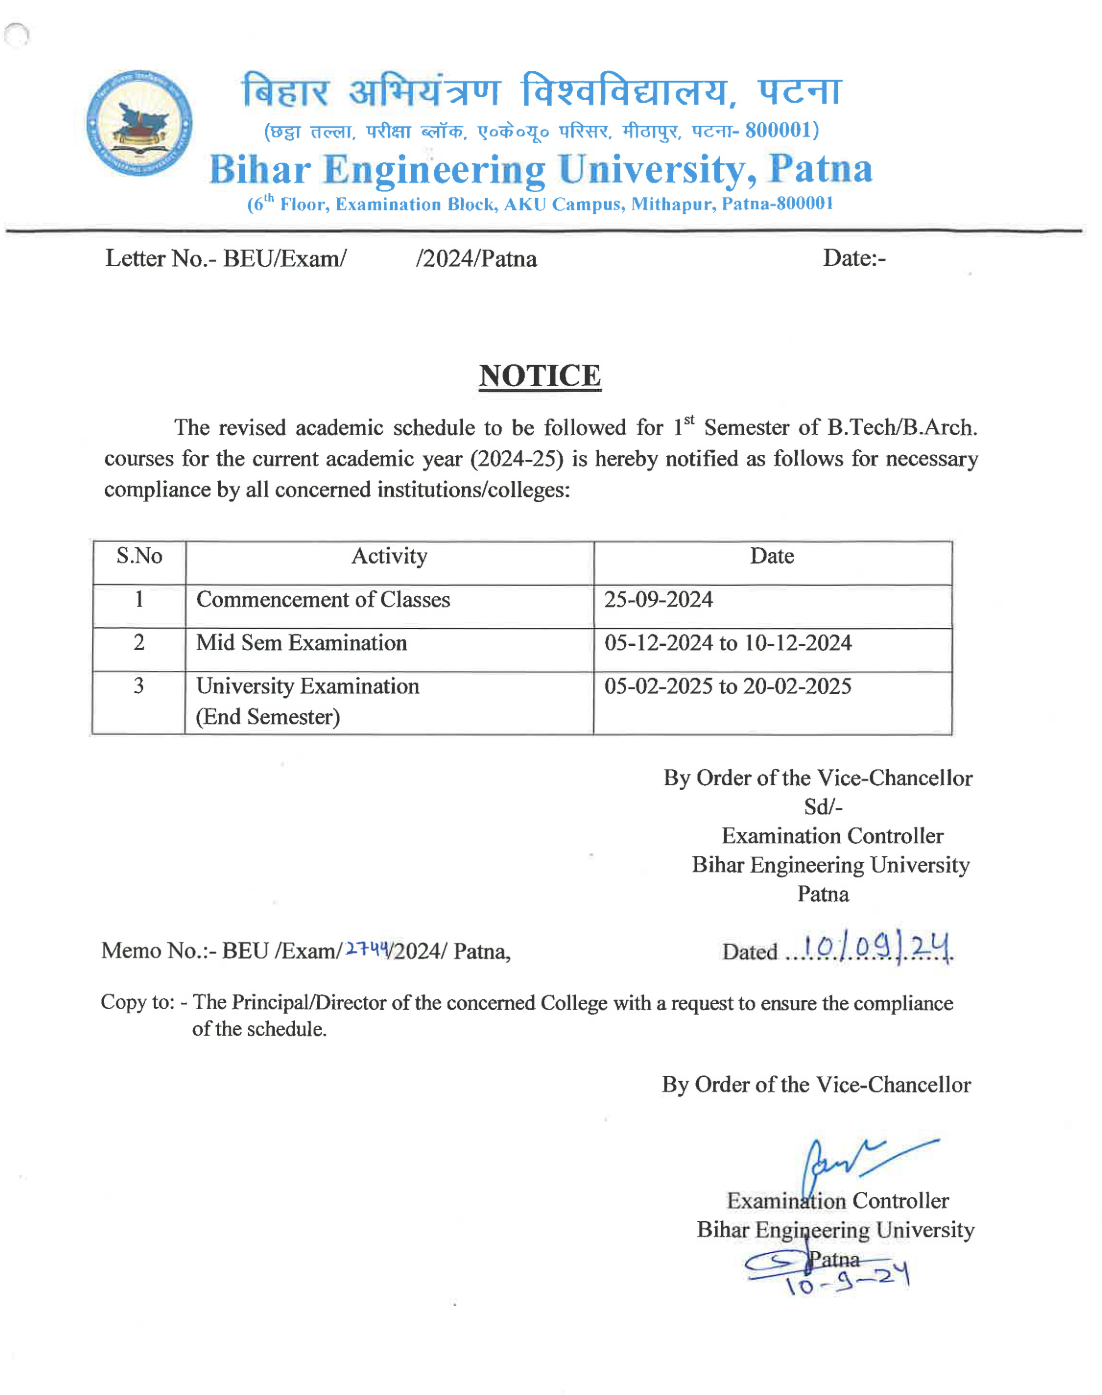 बिहार अभियंत्रण विश्वविद्यालय, पटना
(छट्ठा तल्ला, परीक्षा ब्लॉक, ए०के०यू० परिसर, मीठापुर, पटना- 800001)
Bihar Engineering University, Patna
(6th Floor, Examination Block, AKU Campus, Mithapur, Patna-800001
Letter No.- BEU/Exam/ /2024/Patna Date:-
NOTICE
The revised academic schedule to be followed for 1st Semester of B.Tech/B.Arch.
courses for the current academic year (2024-25) is hereby notified as follows for necessary
compliance by all concerned institutions/colleges:
S.No Activity Date
1 Commencement of Classes 25-09-2024
2 Mid Sem Examination 05-12-2024 to 10-12-2024
3 University Examination 05-02-2025 to 20-02-2025
(End Semester)
By Order of the Vice-Chancellor
Sd/-
Examination Controller
Bihar Engineering University
Patna
Memo No.:- BEU /Exam/2744/2024/ Patna, Dated ..10/09/24.
Copy to: - The Principal/Director of the concerned College with a request to ensure the compliance
of the schedule.
By Order of the Vice-Chancellor
Examination Controller
Bihar Engineering University
Patna
10-9-24